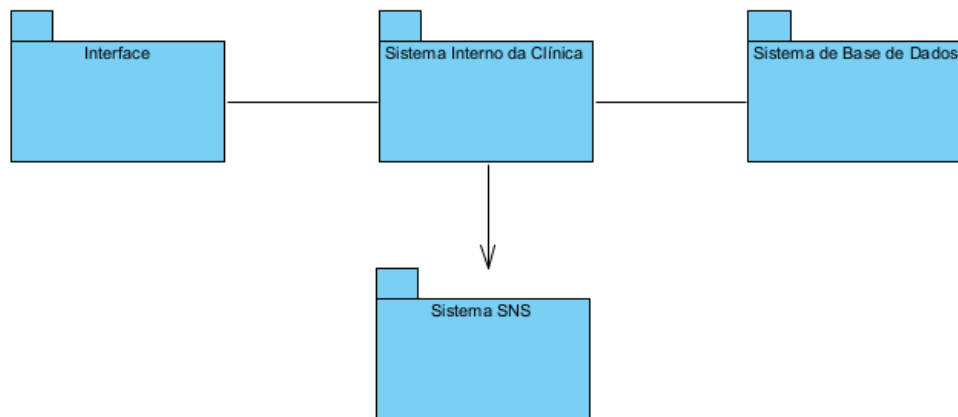 Interface
Sistema Interno da Clínica
Sistema de Base de Dados
Sistema SNS